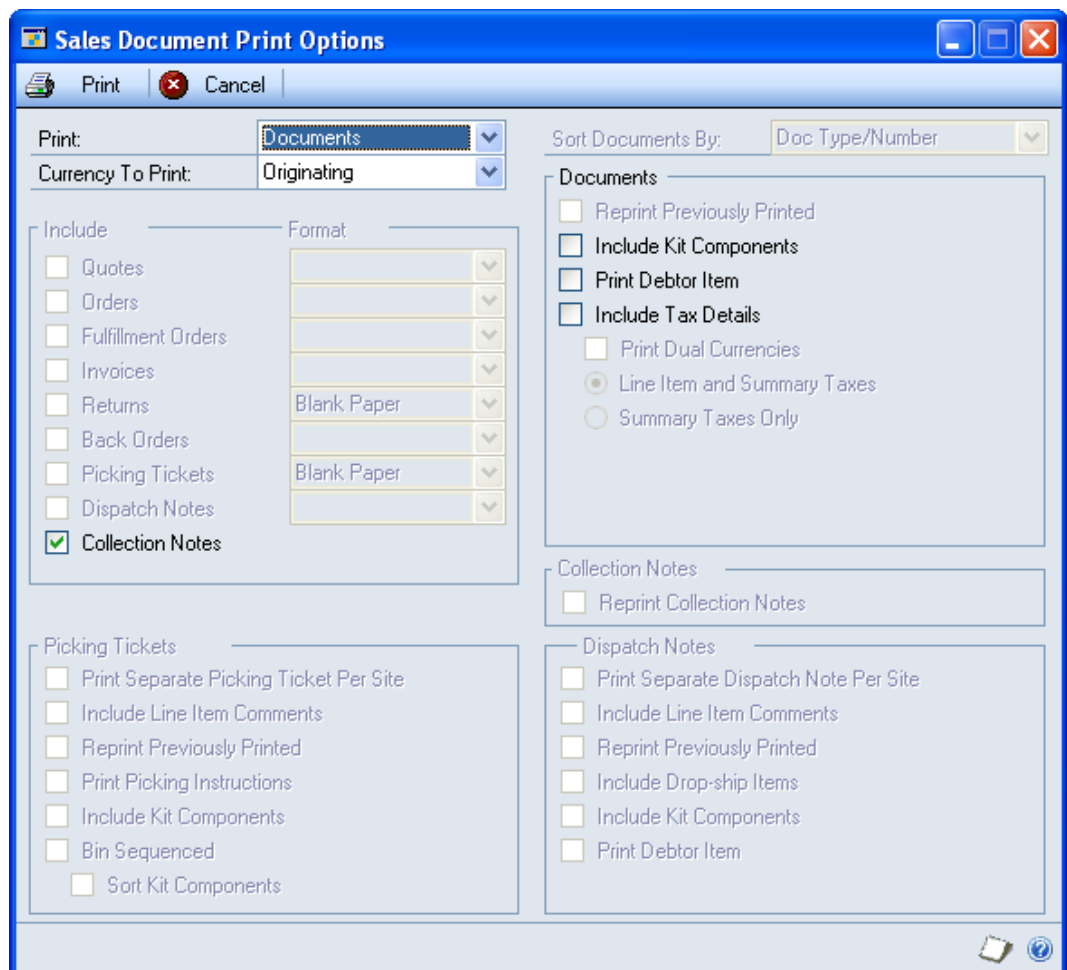 Sales Document Print Options
Print Cancel
Print: Documents
Currency To Print: Originating
Sort Documents By: Doc Type/Number
Include Format
Quotes
Orders
Fulfillment Orders
Invoices
Returns Blank Paper
Back Orders
Picking Tickets Blank Paper
Dispatch Notes
Collection Notes
Documents
Reprint Previously Printed
Include Kit Components
Print Debtor Item
Include Tax Details
Print Dual Currencies
Line Item and Summary Taxes
Summary Taxes Only
Collection Notes
Reprint Collection Notes
Picking Tickets
Print Separate Picking Ticket Per Site
Include Line Item Comments
Reprint Previously Printed
Print Picking Instructions
Include Kit Components
Bin Sequenced
Sort Kit Components
Dispatch Notes
Print Separate Dispatch Note Per Site
Include Line Item Comments
Reprint Previously Printed
Include Drop-ship Items
Include Kit Components
Print Debtor Item